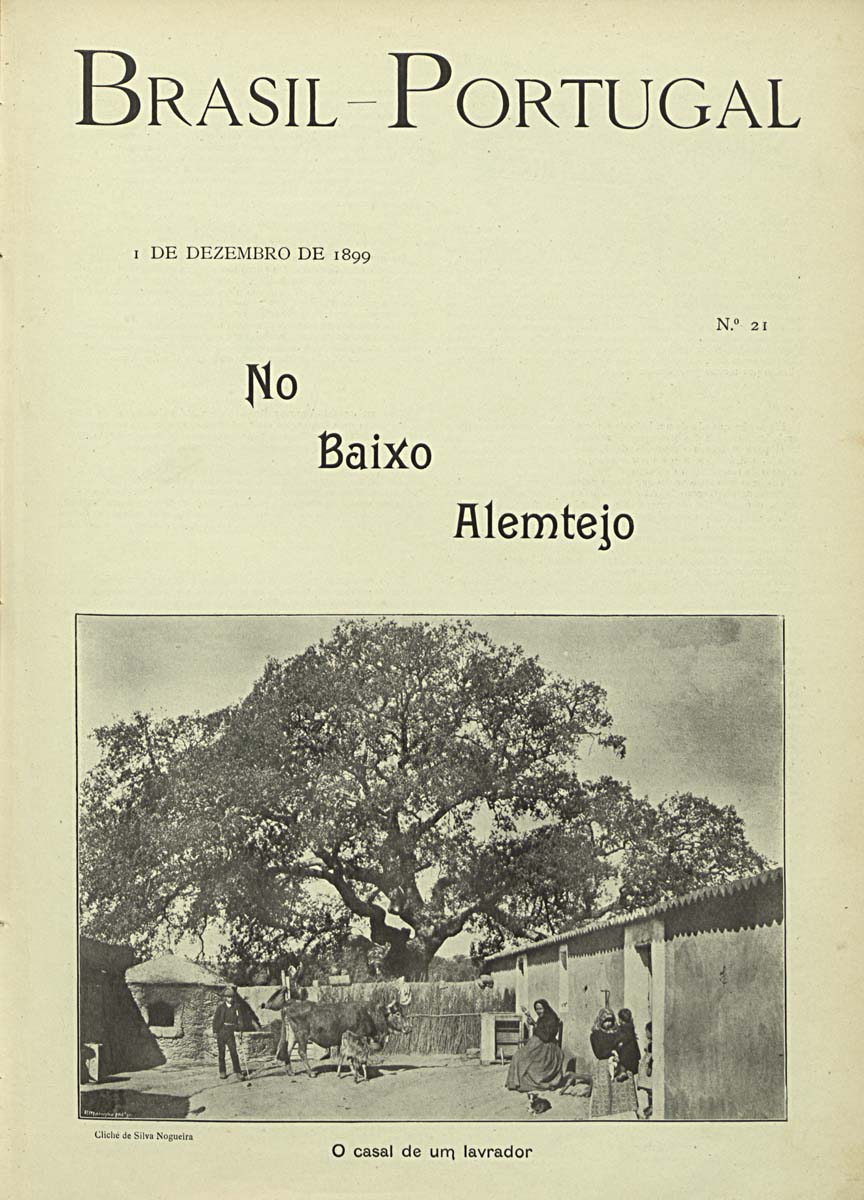 BRASIL-PORTUGAL
1 DE DEZEMBRO DE 1899
N.º 21
No
Baixo
Alemtejo
Cliché de Silva Nogueira
O casal de um lavrador